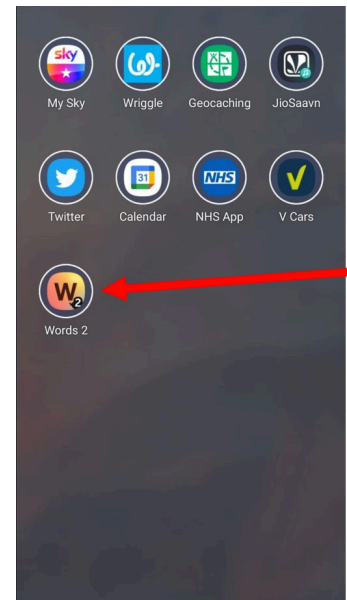 sky
My Sky Wriggle Geocaching JioSaavn
31 NHS
Twitter Calendar NHS App V Cars
W2
Words 2